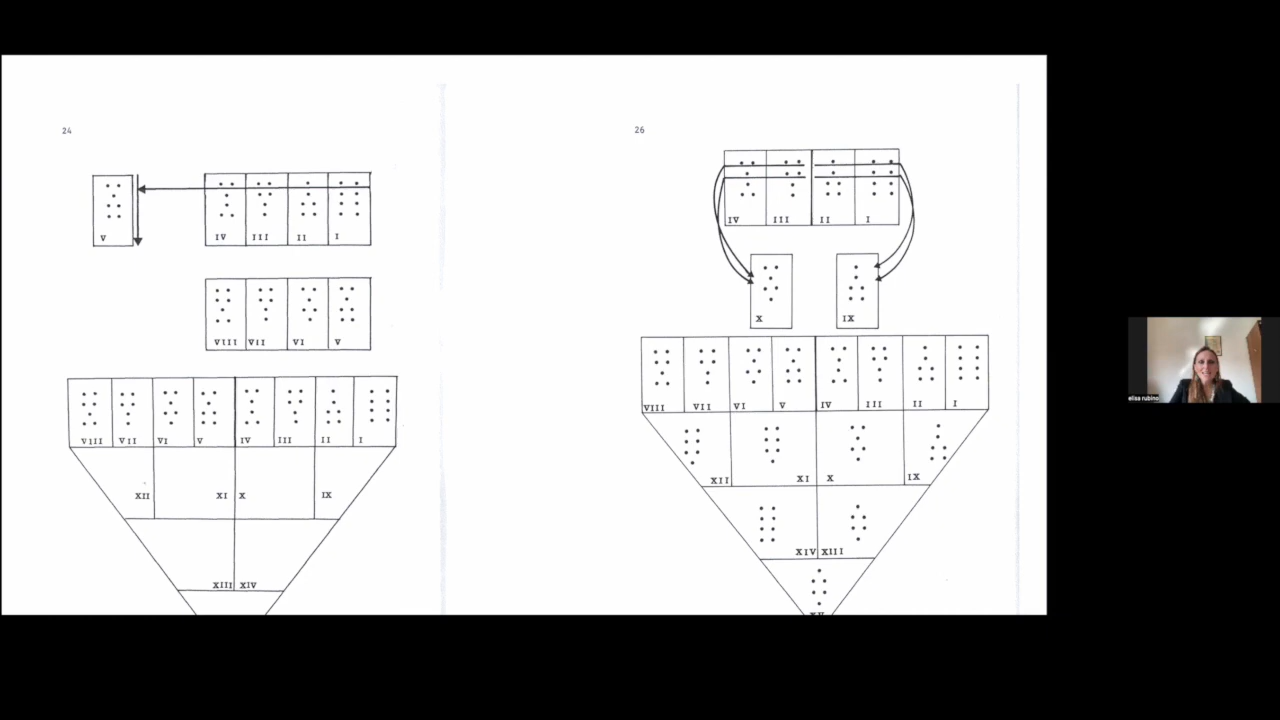 24
V
IV III II I
VIII VII VI V
VIII VII VI V IV III II I
XII XI X IX
XIII XIV
26
IV III II I
X IX
VIII VII VI V IV III II I
XII XI X IX
XIV XIII
elisa rubino